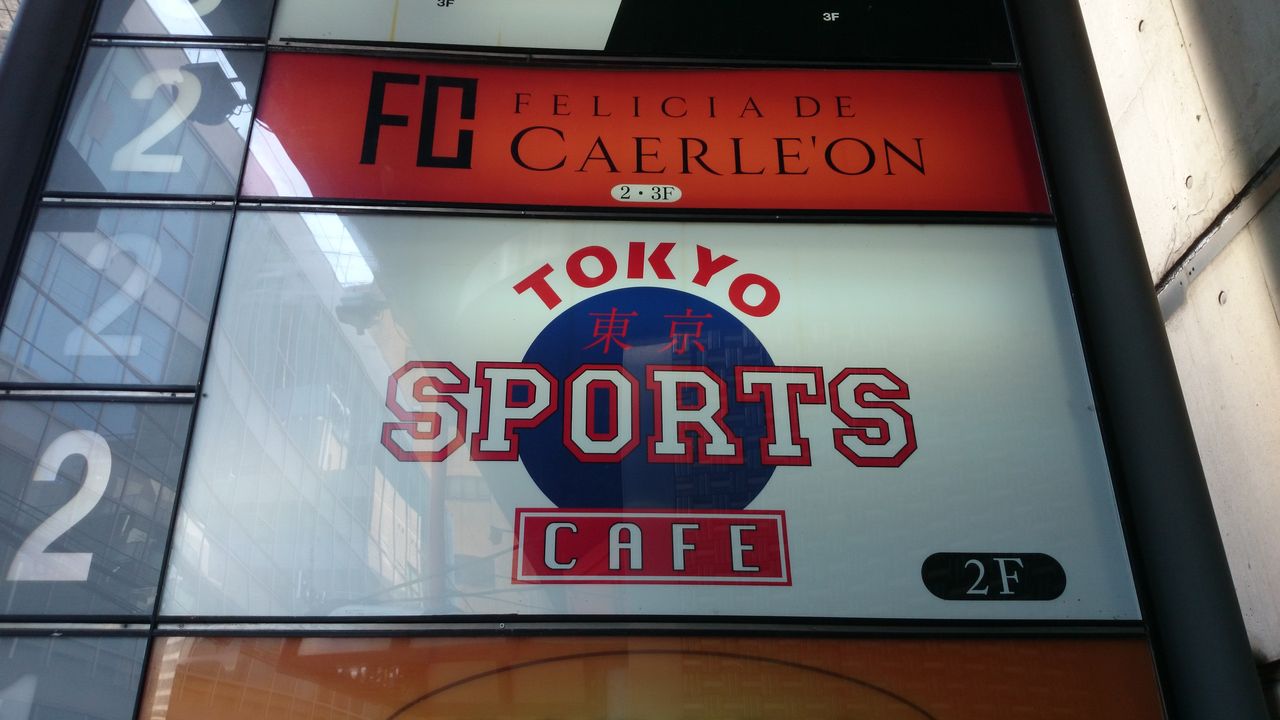 3F
3F
2
FC
FELICIA DE
CAERLE'ON
2・3F
2
TOKYO
東京
SPORTS
CAFE
2
2F